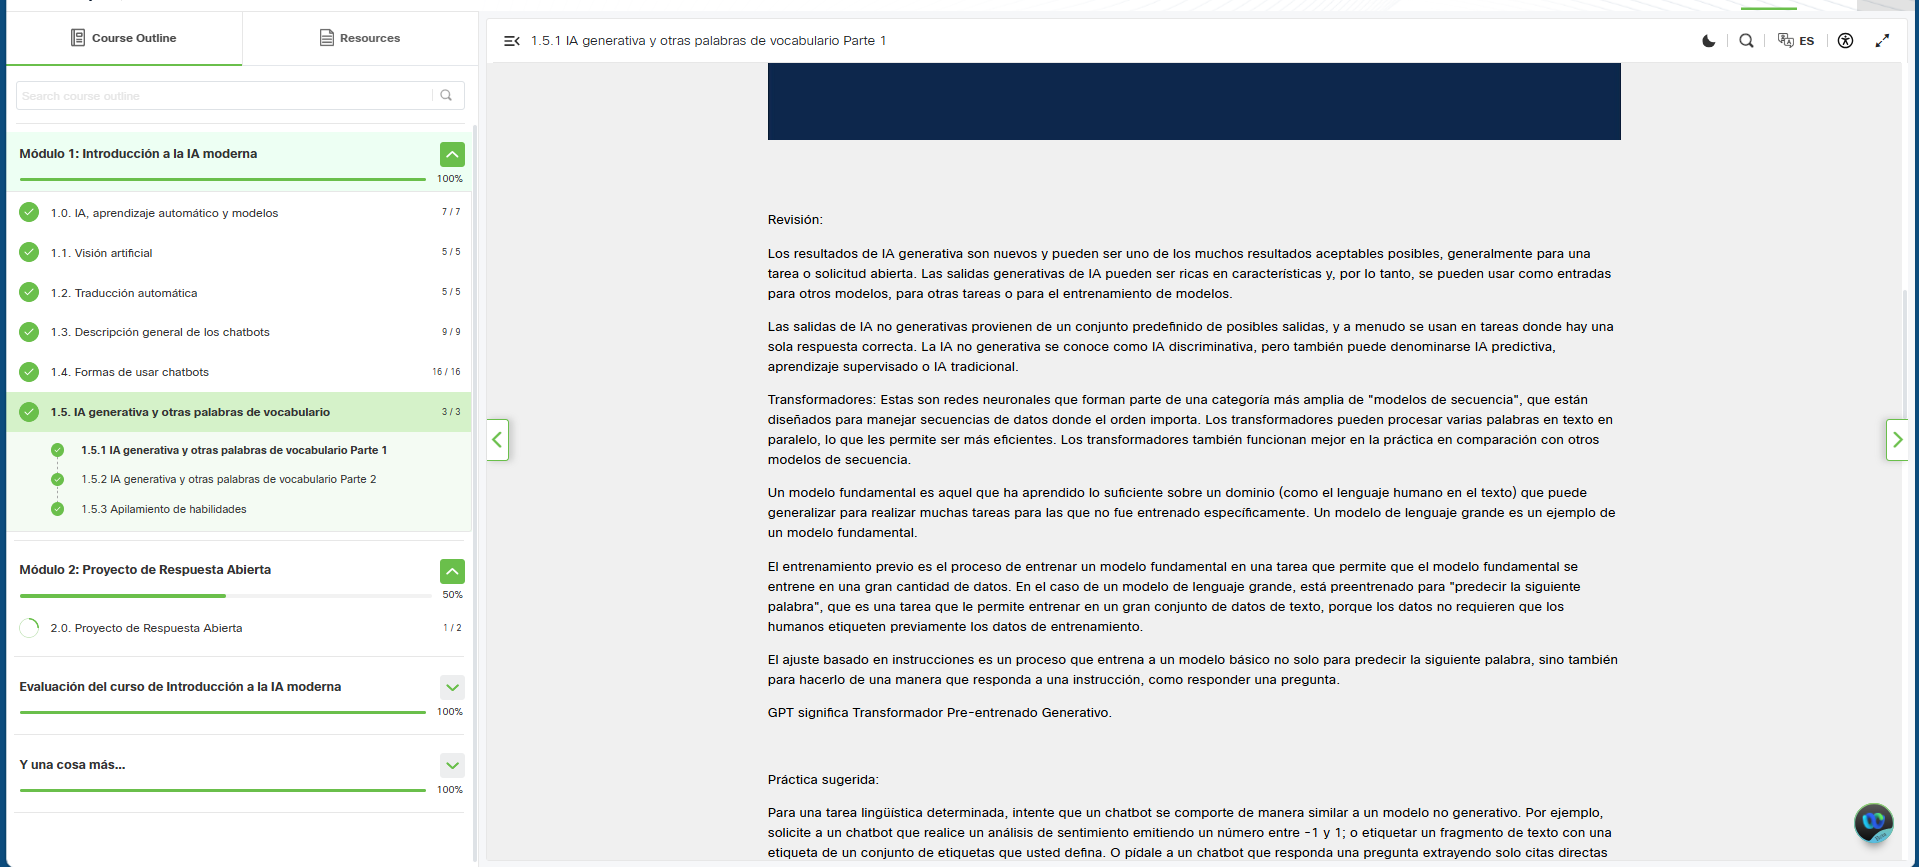 Course Outline
Resources
Search course outline
Módulo 1: Introducción a la IA moderna
100%
1.0. IA, aprendizaje automático y modelos
7 / 7
1.1. Visión artificial
5 / 5
1.2. Traducción automática
5 / 5
1.3. Descripción general de los chatbots
9 / 9
1.4. Formas de usar chatbots
16 / 16
1.5. IA generativa y otras palabras de vocabulario
3 / 3
1.5.1 IA generativa y otras palabras de vocabulario Parte 1
1.5.2 IA generativa y otras palabras de vocabulario Parte 2
1.5.3 Apilamiento de habilidades
Módulo 2: Proyecto de Respuesta Abierta
50%
2.0. Proyecto de Respuesta Abierta
1 / 2
Evaluación del curso de Introducción a la IA moderna
100%
Y una cosa más...
100%
1.5.1 IA generativa y otras palabras de vocabulario Parte 1
ES
Revisión:
Los resultados de IA generativa son nuevos y pueden ser uno de los muchos resultados aceptables posibles, generalmente para una
tarea o solicitud abierta. Las salidas generativas de IA pueden ser ricas en características y, por lo tanto, se pueden usar como entradas
para otros modelos, para otras tareas o para el entrenamiento de modelos.
Las salidas de IA no generativas provienen de un conjunto predefinido de posibles salidas, y a menudo se usan en tareas donde hay una
sola respuesta correcta. La IA no generativa se conoce como IA discriminativa, pero también puede denominarse IA predictiva,
aprendizaje supervisado o IA tradicional.
Transformadores: Estas son redes neuronales que forman parte de una categoría más amplia de "modelos de secuencia", que están
diseñados para manejar secuencias de datos donde el orden importa. Los transformadores pueden procesar varias palabras en texto en
paralelo, lo que les permite ser más eficientes. Los transformadores también funcionan mejor en la práctica en comparación con otros
modelos de secuencia.
Un modelo fundamental es aquel que ha aprendido lo suficiente sobre un dominio (como el lenguaje humano en el texto) que puede
generalizar para realizar muchas tareas para las que no fue entrenado específicamente. Un modelo de lenguaje grande es un ejemplo de
un modelo fundamental.
El entrenamiento previo es el proceso de entrenar un modelo fundamental en una tarea que permite que el modelo fundamental se
entrene en una gran cantidad de datos. En el caso de un modelo de lenguaje grande, está preentrenado para "predecir la siguiente
palabra", que es una tarea que le permite entrenar en un gran conjunto de datos de texto, porque los datos no requieren que los
humanos etiqueten previamente los datos de entrenamiento.
El ajuste basado en instrucciones es un proceso que entrena a un modelo básico no solo para predecir la siguiente palabra, sino también
para hacerlo de una manera que responda a una instrucción, como responder una pregunta.
GPT significa Transformador Pre-entrenado Generativo.
Práctica sugerida:
Para una tarea lingüística determinada, intente que un chatbot se comporte de manera similar a un modelo no generativo. Por ejemplo,
solicite a un chatbot que realice un análisis de sentimiento emitiendo un número entre -1 y 1; o etiquetar un fragmento de texto con una
etiqueta de un conjunto de etiquetas que usted defina. O pídale a un chatbot que responda una pregunta extrayendo solo citas directas